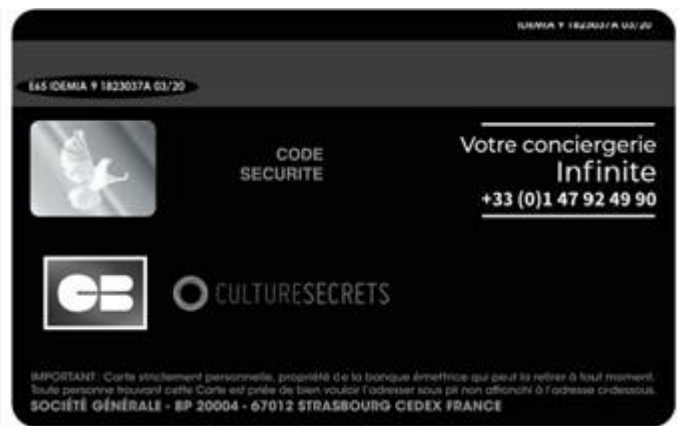 IDEMIA 9 1823037A 03/20
E65 IDEMIA 9 1823037A 03/20
CODE
SECURITE
Votre conciergerie
Infinite
+33 (0)1 47 92 49 90
CB
CULTURESECRETS
IMPORTANT: Carte strictement personnelle, propriété de la banque émettrice qui peut la retirer à tout moment.
Toute personne trouvant cette Carte est priée de bien vouloir l'adresser sous pli non affranchi à l'adresse ci-dessous.
SOCIÉTÉ GÉNÉRALE - BP 20004 - 67012 STRASBOURG CEDEX FRANCE